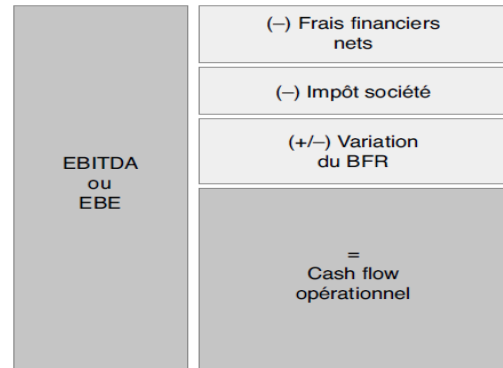 EBITDA
ou
EBE
(–) Frais financiers
nets
(–) Impôt société
(+/–) Variation
du BFR
=
Cash flow
opérationnel